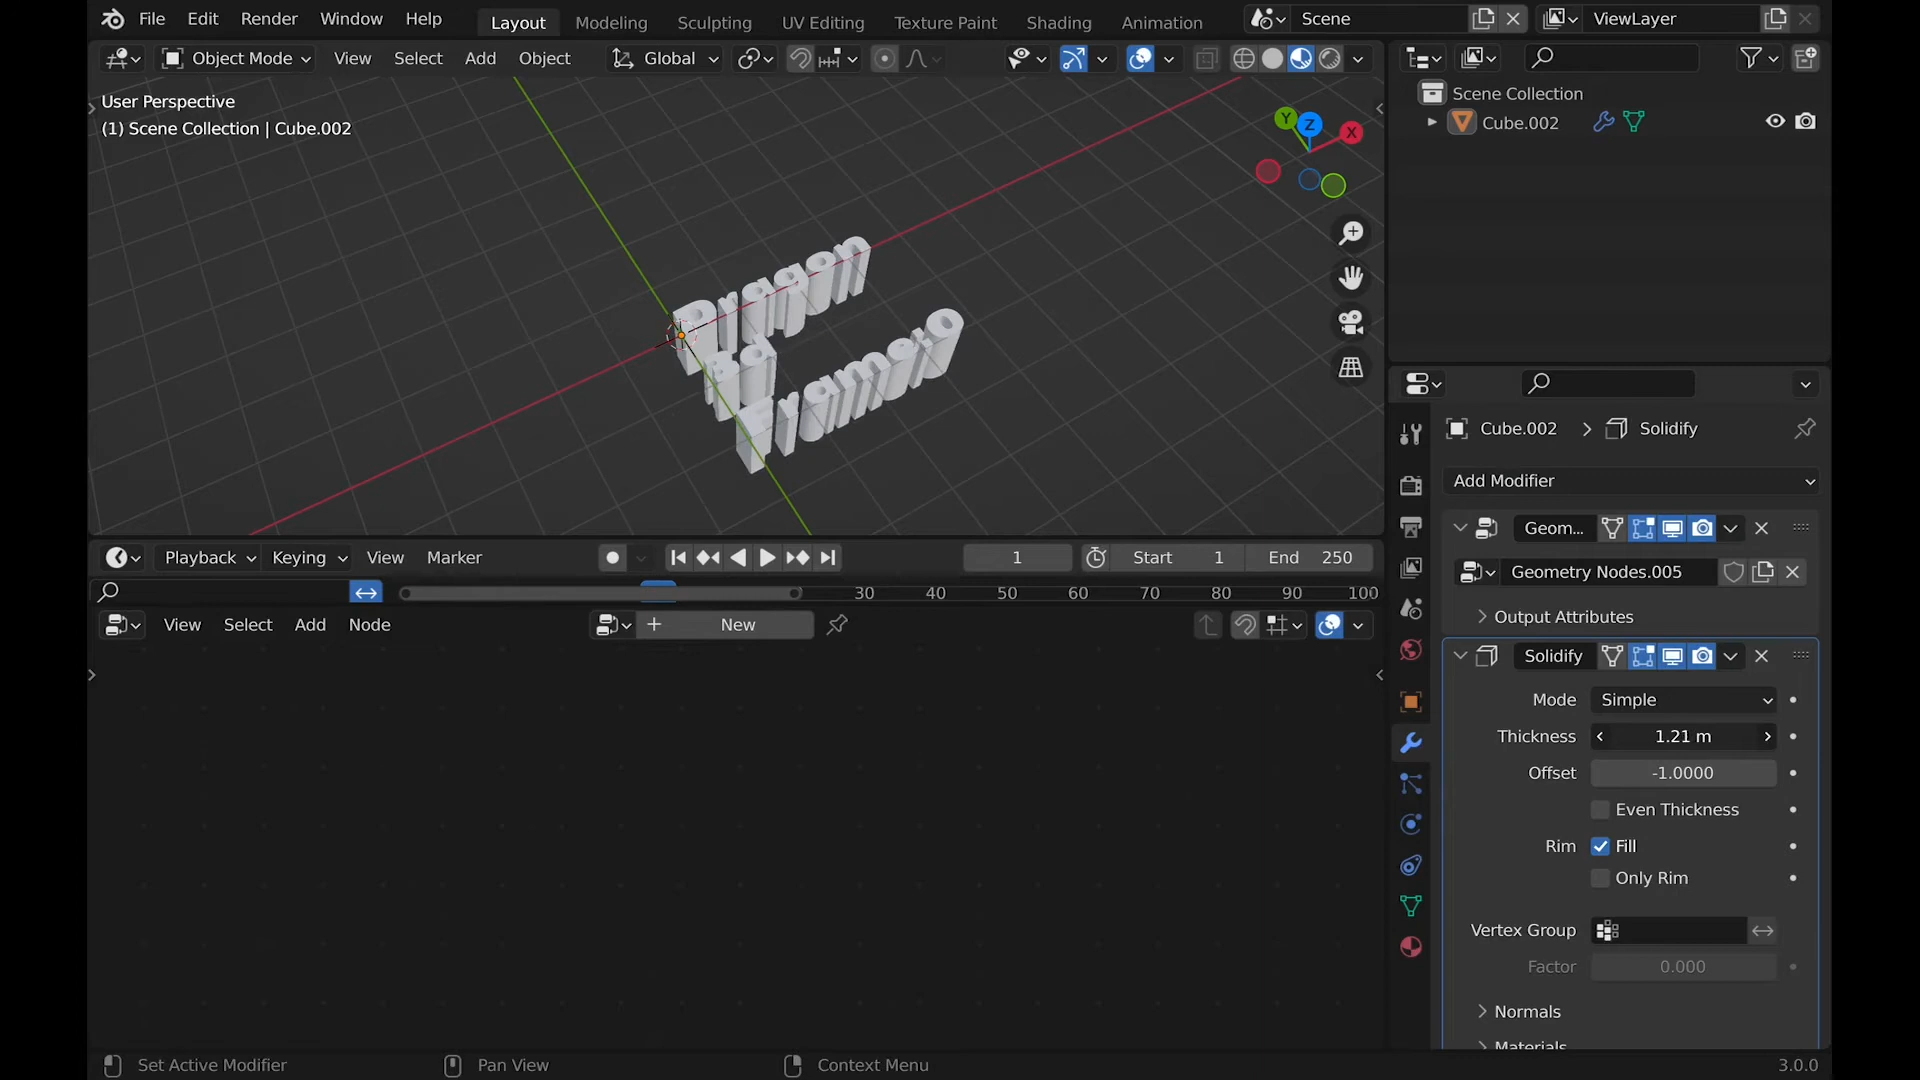 File Edit Render Window Help Layout Modeling Sculpting UV Editing Texture Paint Shading Animation Scene ViewLayer
Object Mode View Select Add Object Global
User Perspective
(1) Scene Collection | Cube.002
Y Z X
Scene Collection
Cube.002
Cube.002 > Solidify
Add Modifier
Geom...
Geometry Nodes.005
Output Attributes
Solidify
Mode Simple
Thickness 1.21 m
Offset -1.0000
Even Thickness
Rim Fill
Only Rim
Vertex Group
Factor 0.000
Normals
Materials
Playback Keying View Marker 1 Start 1 End 250
30 40 50 60 70 80 90 100
View Select Add Node New
Set Active Modifier Pan View Context Menu 3.0.0